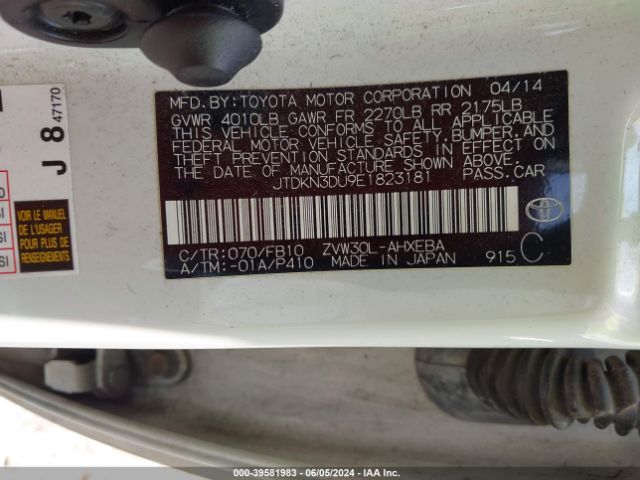 MFD. BY: TOYOTA MOTOR CORPORATION 04/14
GVWR 4010LB GAWR FR 2270LB RR 2175LB
THIS VEHICLE CONFORMS TO ALL APPLICABLE
FEDERAL MOTOR VEHICLE SAFETY, BUMPER, AND
THEFT PREVENTION STANDARDS IN EFFECT ON
THE DATE OF MANUFACTURE SHOWN ABOVE.
JTDKN3DU9E1823181 PASS.CAR
C/TR:070/FB10 ZVW30L-AHXEBA
A/TM:-01A/P410 MADE IN JAPAN 915 C
J 8 47170
VOIR LE MANUEL
DE L'USAGER
POUR PLUS DE
RENSEIGNEMENTS
000-39581983 / 06/05/2024 - IAA Inc.